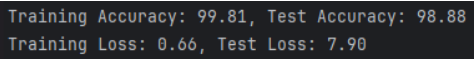 Training Accuracy: 99.81, Test Accuracy: 98.88
Training Loss: 0.66, Test Loss: 7.90